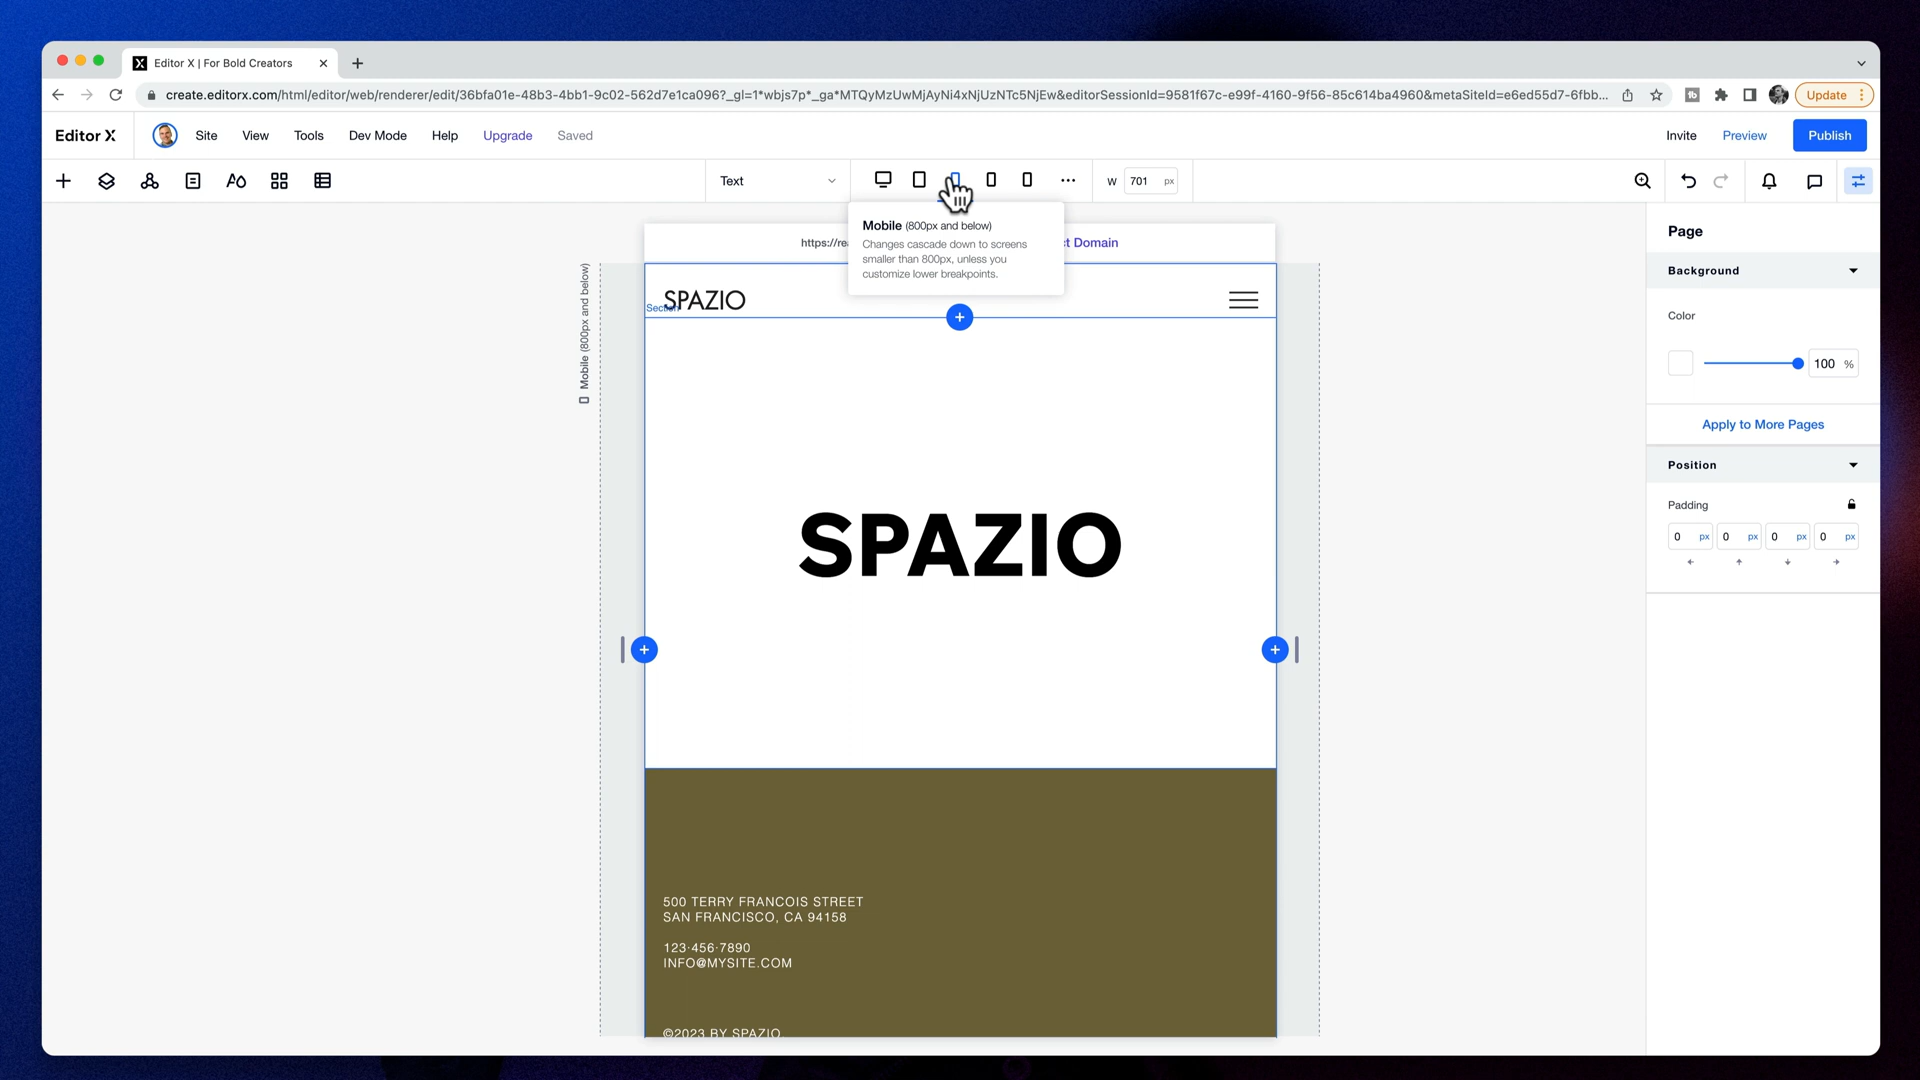 Editor X | For Bold Creators
create.editorx.com/html/editor/web/renderer/edit/36bfa01e-48b3-4bb1-9c02-562d7e1ca096?_gl=1*wbjs7p*_ga*MTQyMzUwMjAyNi4xNjUzNTc5NjEw&editorSessionId=9581f67c-e99f-4160-9f56-85c614ba4960&metaSiteId=e6ed55d7-6fbb...
Update
Editor X
Site
View
Tools
Dev Mode
Help
Upgrade
Saved
Invite
Preview
Publish
Text
W 701 px
Mobile (800px and below)
Changes cascade down to screens
smaller than 800px, unless you
customize lower breakpoints.
https://rea
ct Domain
Mobile (800px and below)
Section
SPAZIO
SPAZIO
500 TERRY FRANCOIS STREET
SAN FRANCISCO, CA 94158
123-456-7890
INFO@MYSITE.COM
©2023 BY SPAZIO
Page
Background
Color
100 %
Apply to More Pages
Position
Padding
0 px 0 px 0 px 0 px